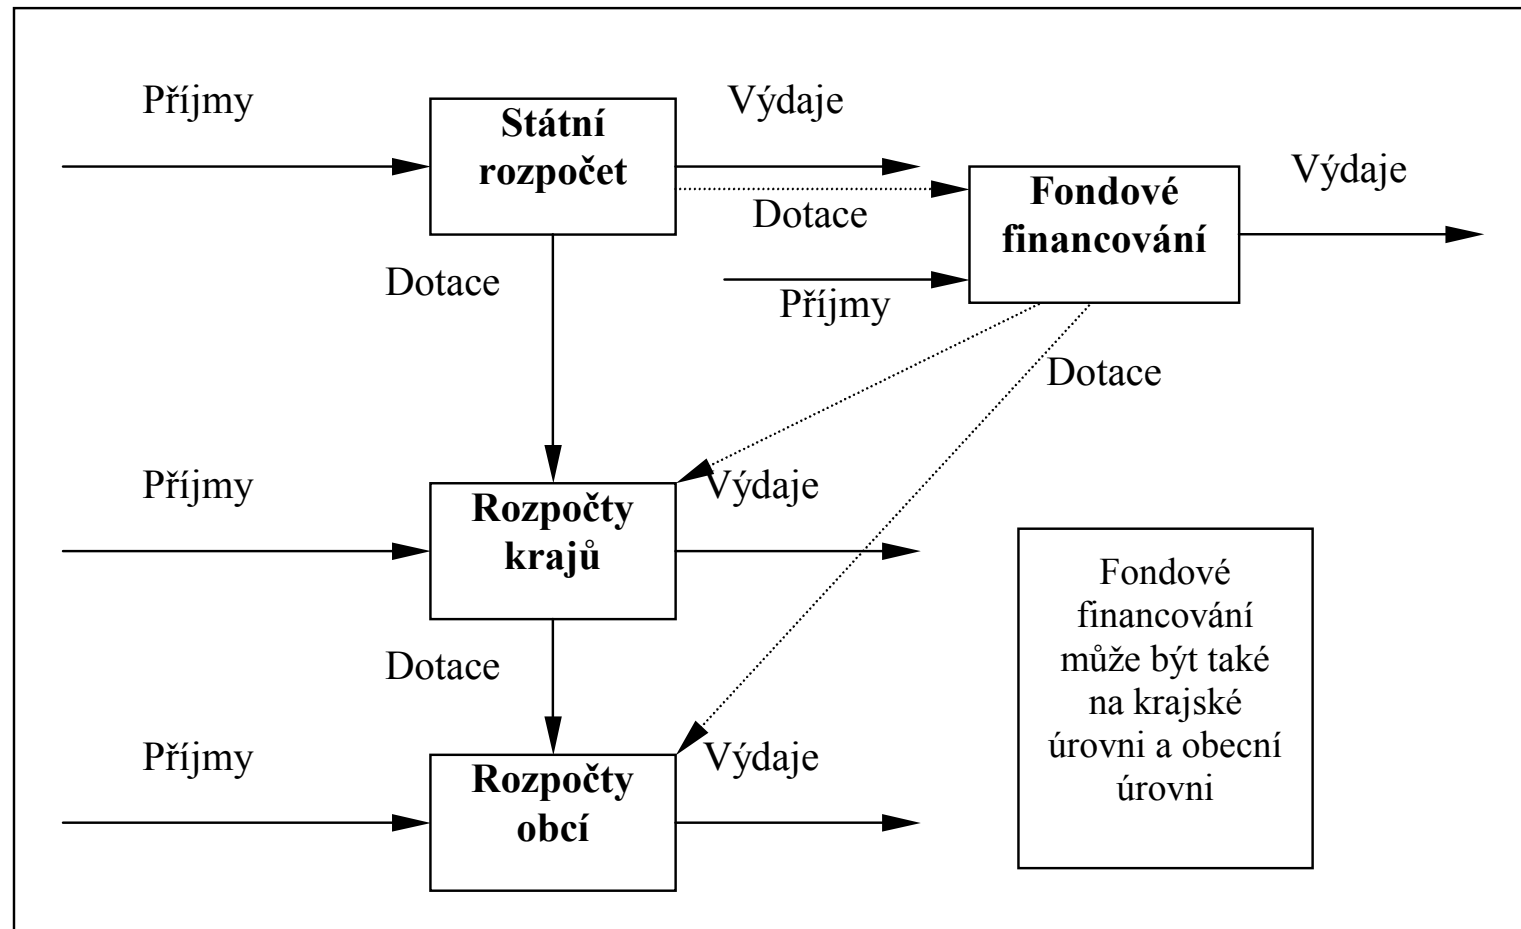 Příjmy
Státní
rozpočet
Výdaje
Dotace
Fondové
financování
Výdaje
Příjmy
Dotace
Dotace
Příjmy
Rozpočty
krajů
Výdaje
Fondové
financování
může být také
na krajské
úrovni a obecní
úrovni
Dotace
Příjmy
Rozpočty
obcí
Výdaje